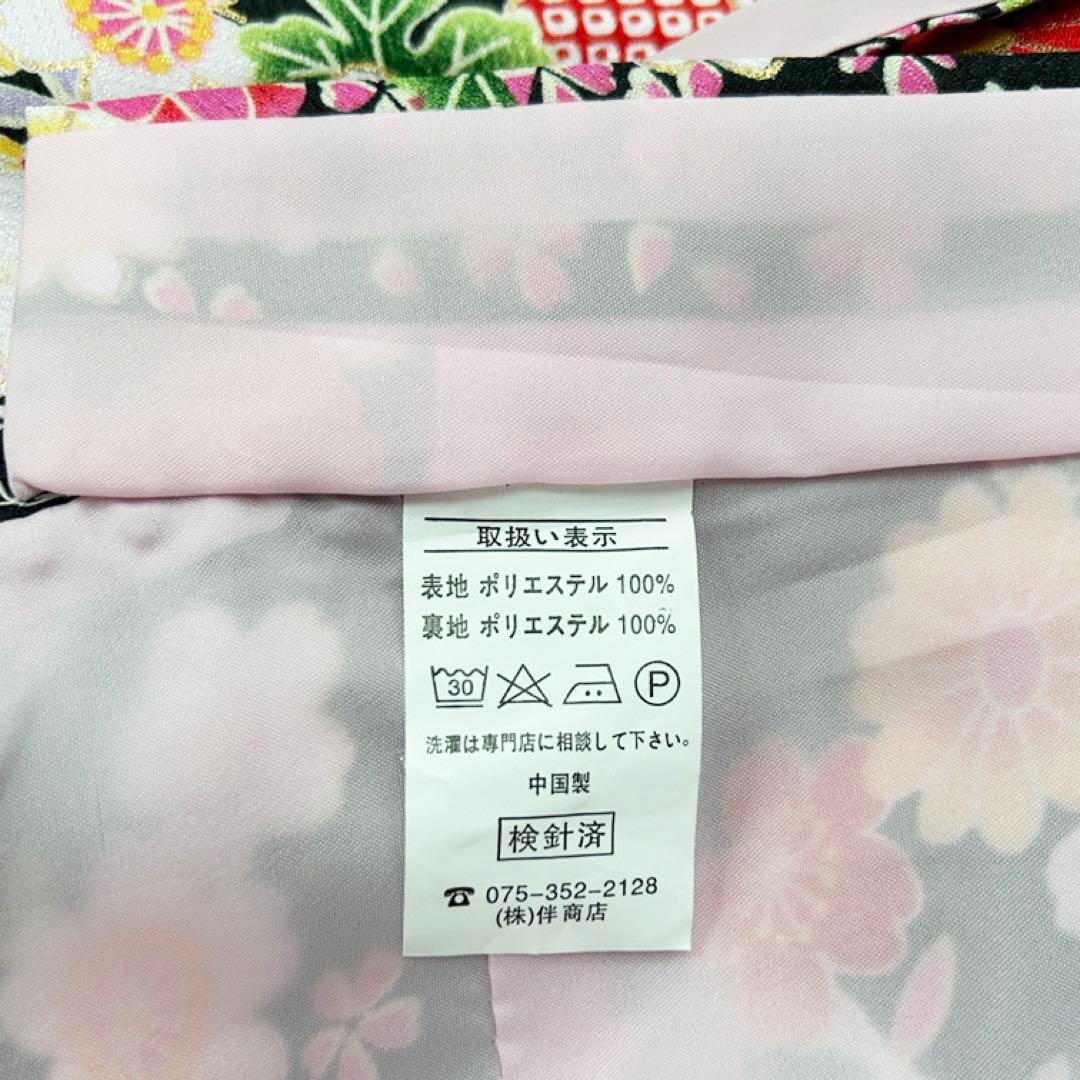 取扱い表示
表地 ポリエステル 100%
裏地 ポリエステル 100%
30 P
洗濯は専門店に相談して下さい。
中国製
検針済
☎ 075-352-2128
(株)伴商店